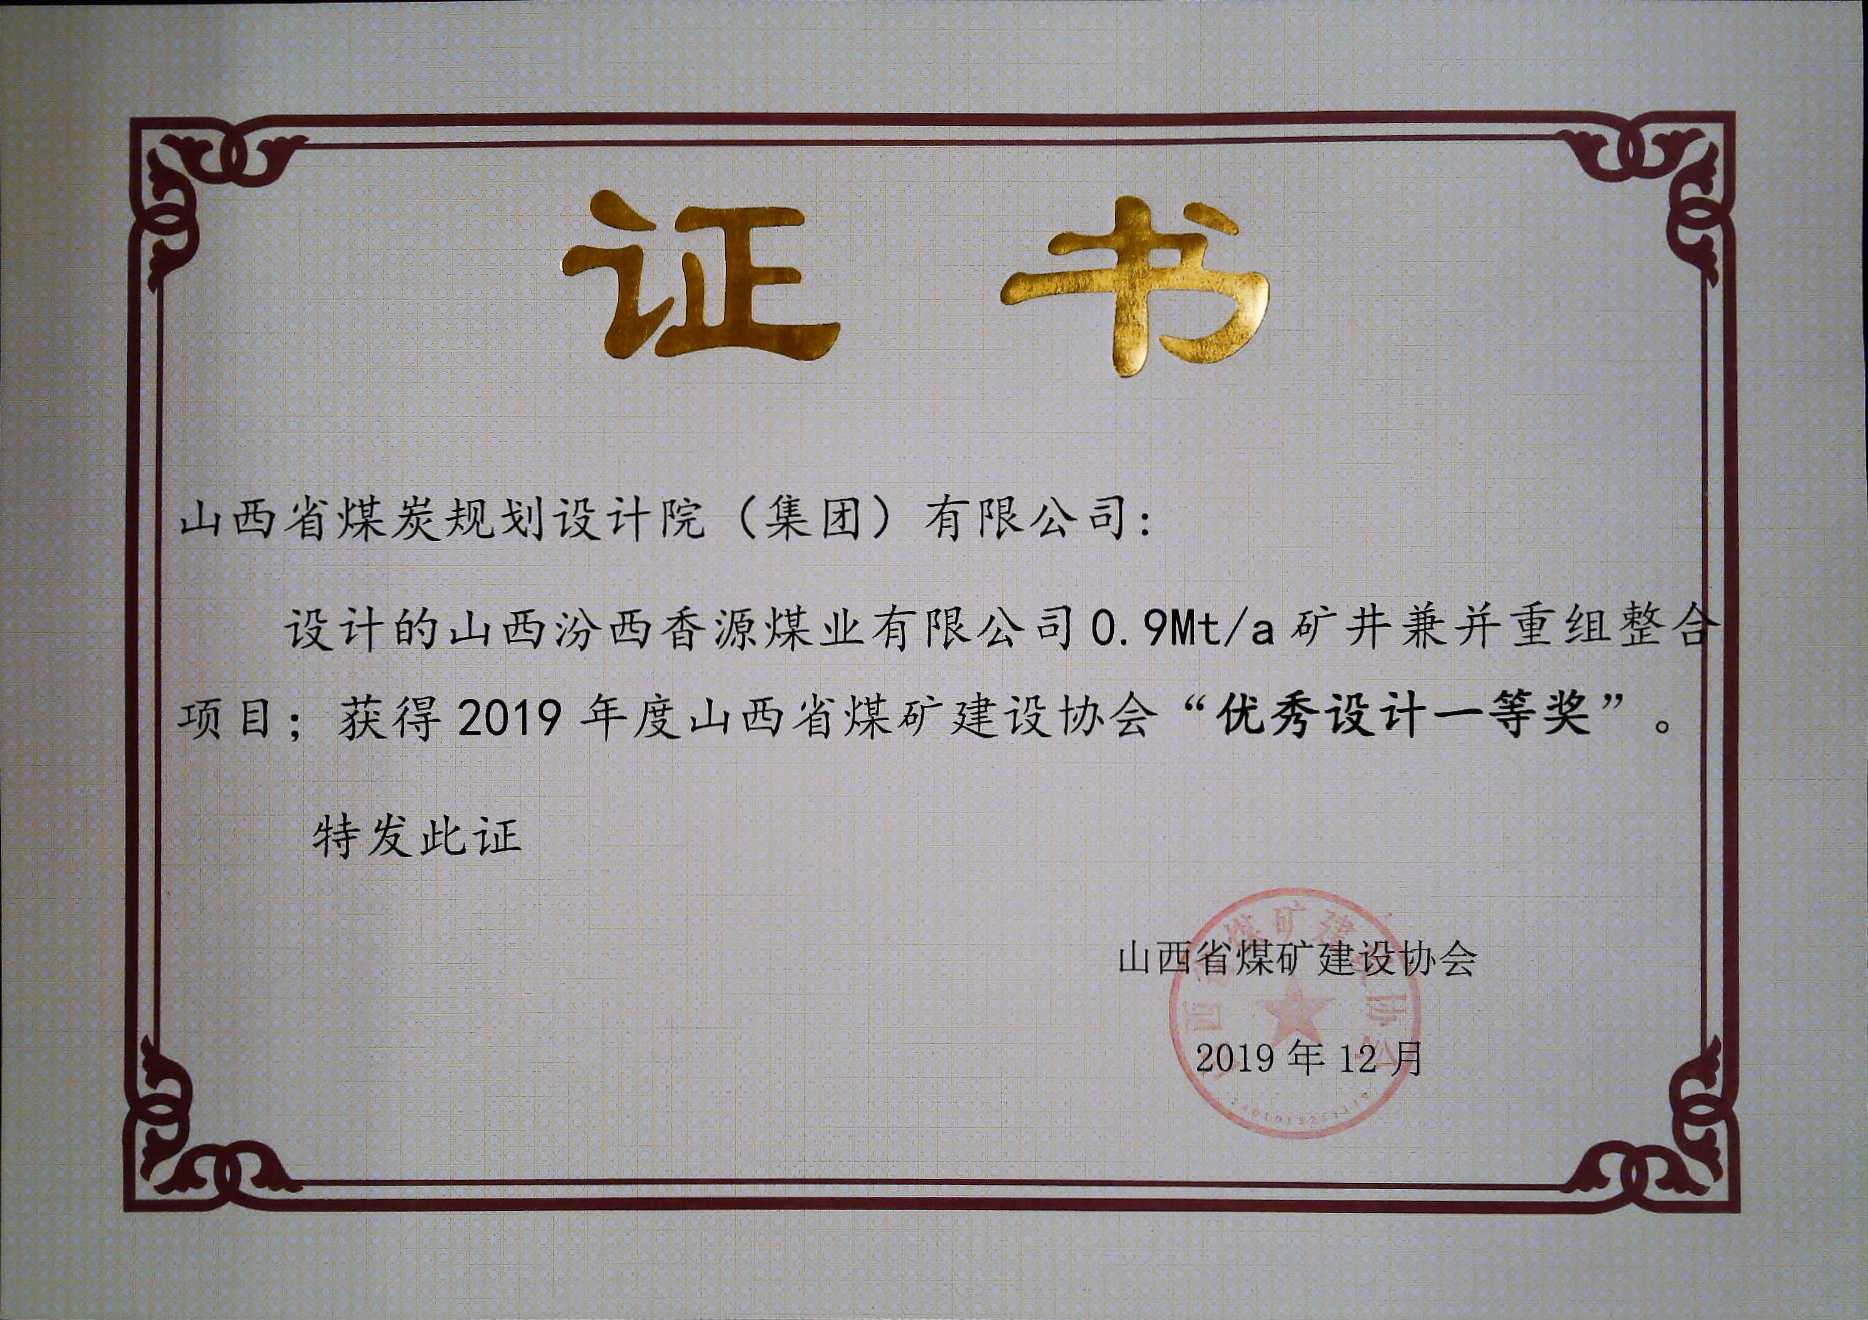 证书
山西省煤炭规划设计院（集团）有限公司：
设计的山西汾西香源煤业有限公司0.9Mt/a矿井兼并重组整合
项目；获得2019年度山西省煤矿建设协会“优秀设计一等奖”。
特发此证
山西省煤矿建设协会
2019年12月